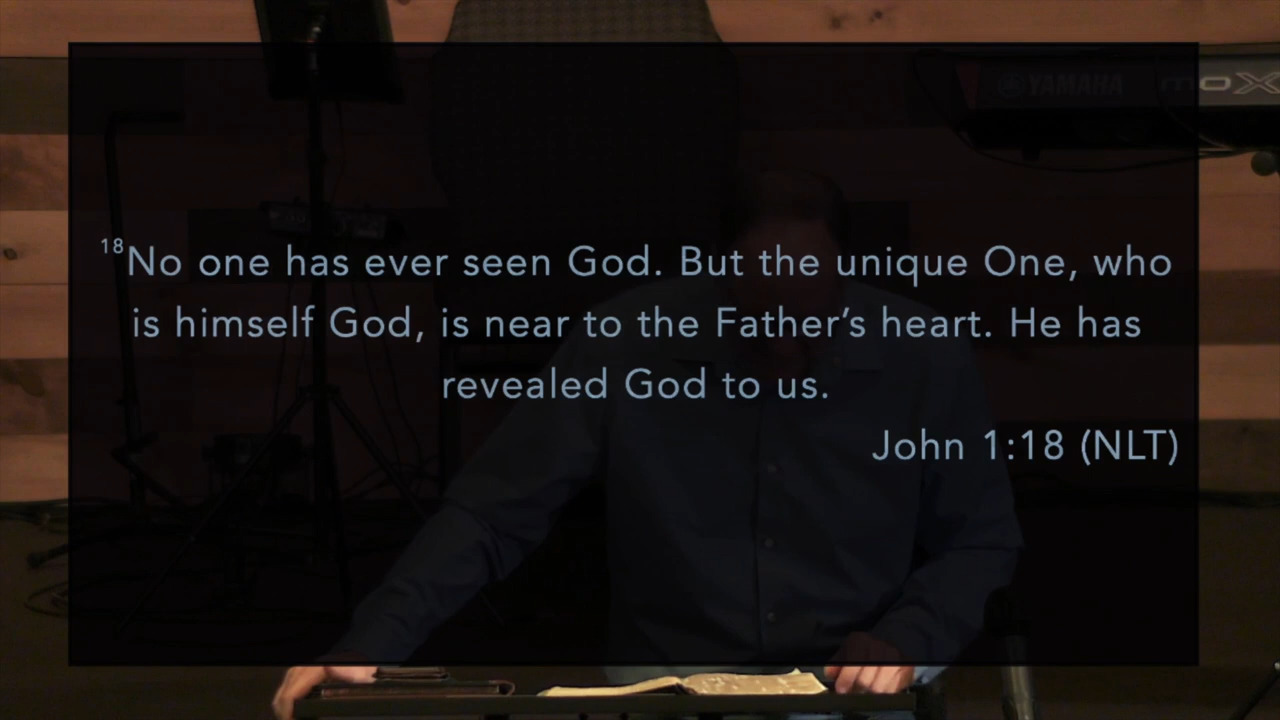 YAMAHA moX
18No one has ever seen God. But the unique One, who
is himself God, is near to the Father’s heart. He has
revealed God to us.
John 1:18 (NLT)